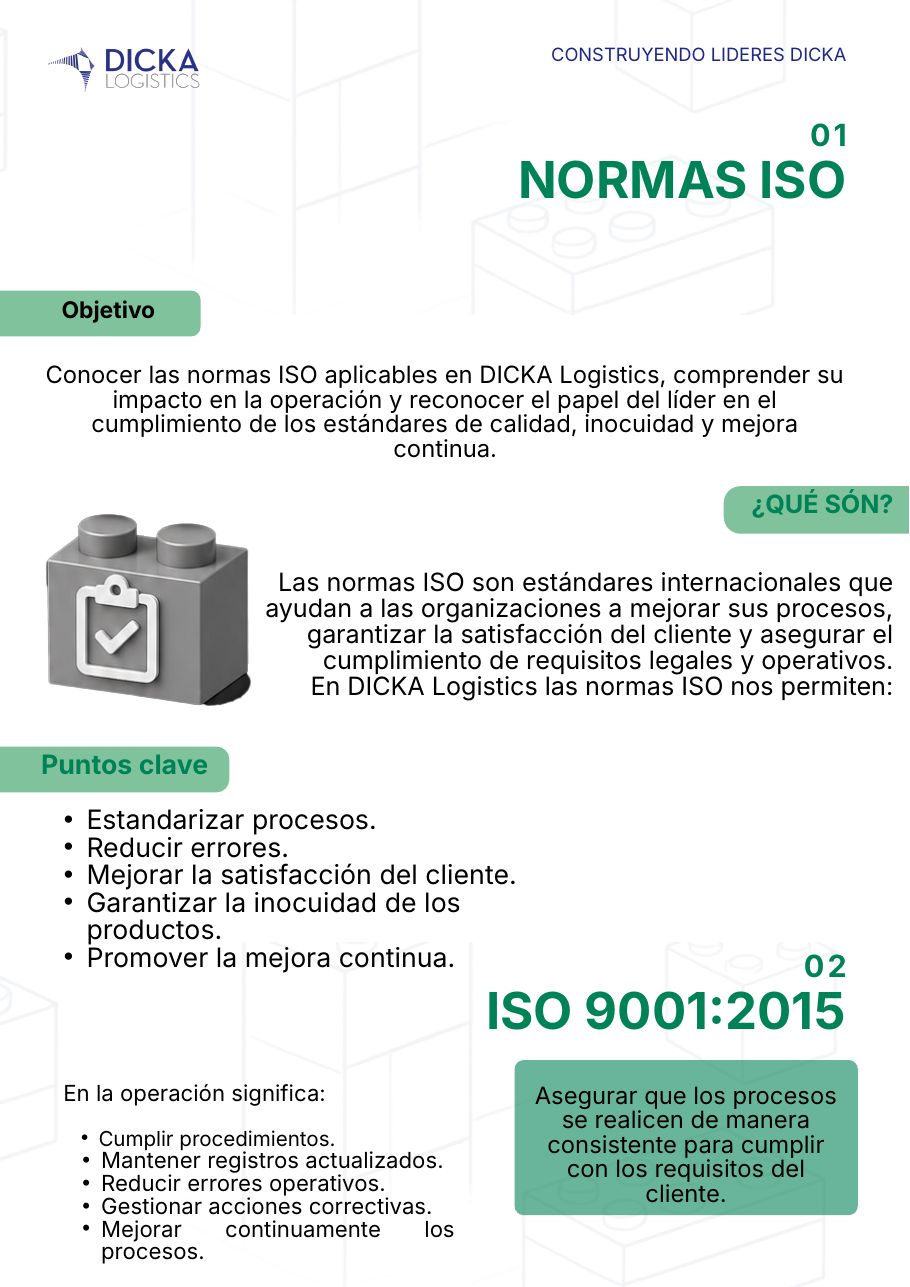 DICKA
LOGISTICS
CONSTRUYENDO LIDERES DICKA
01
NORMAS ISO
Objetivo
Conocer las normas ISO aplicables en DICKA Logistics, comprender su
impacto en la operación y reconocer el papel del líder en el
cumplimiento de los estándares de calidad, inocuidad y mejora
continua.
¿QUÉ SÓN?
Las normas ISO son estándares internacionales que
ayudan a las organizaciones a mejorar sus procesos,
garantizar la satisfacción del cliente y asegurar el
cumplimiento de requisitos legales y operativos.
En DICKA Logistics las normas ISO nos permiten:
Puntos clave
• Estandarizar procesos.
• Reducir errores.
• Mejorar la satisfacción del cliente.
• Garantizar la inocuidad de los
productos.
• Promover la mejora continua.
02
ISO 9001:2015
En la operación significa:
• Cumplir procedimientos.
• Mantener registros actualizados.
• Reducir errores operativos.
• Gestionar acciones correctivas.
• Mejorar continuamente los
procesos.
Asegurar que los procesos
se realicen de manera
consistente para cumplir
con los requisitos del
cliente.